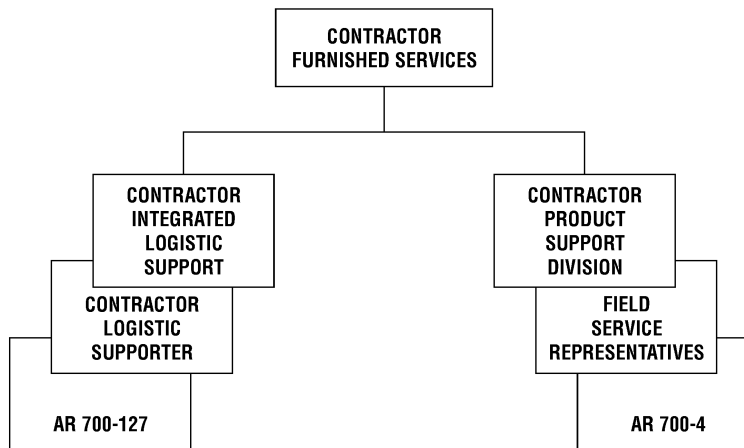 CONTRACTOR
FURNISHED SERVICES
CONTRACTOR
INTEGRATED
LOGISTIC
SUPPORT
CONTRACTOR
LOGISTIC
SUPPORTER
AR 700-127
CONTRACTOR
PRODUCT
SUPPORT
DIVISION
FIELD
SERVICE
REPRESENTATIVES
AR 700-4